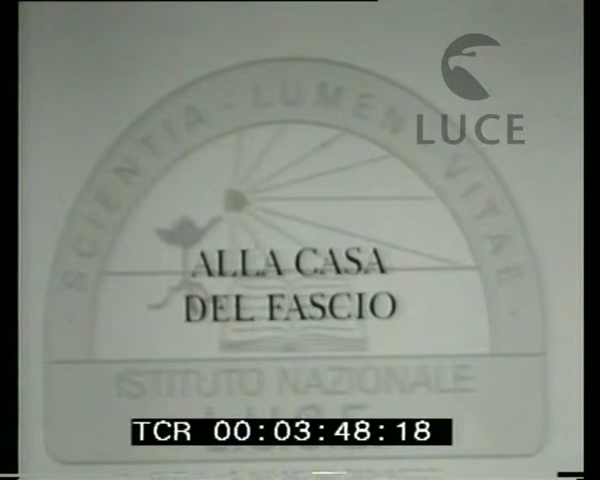 LUCE
SCIENTIA - LUMEN VITAE
ALLA CASA
DEL FASCIO
ISTITUTO NAZIONALE
TCR 00:03:48:18